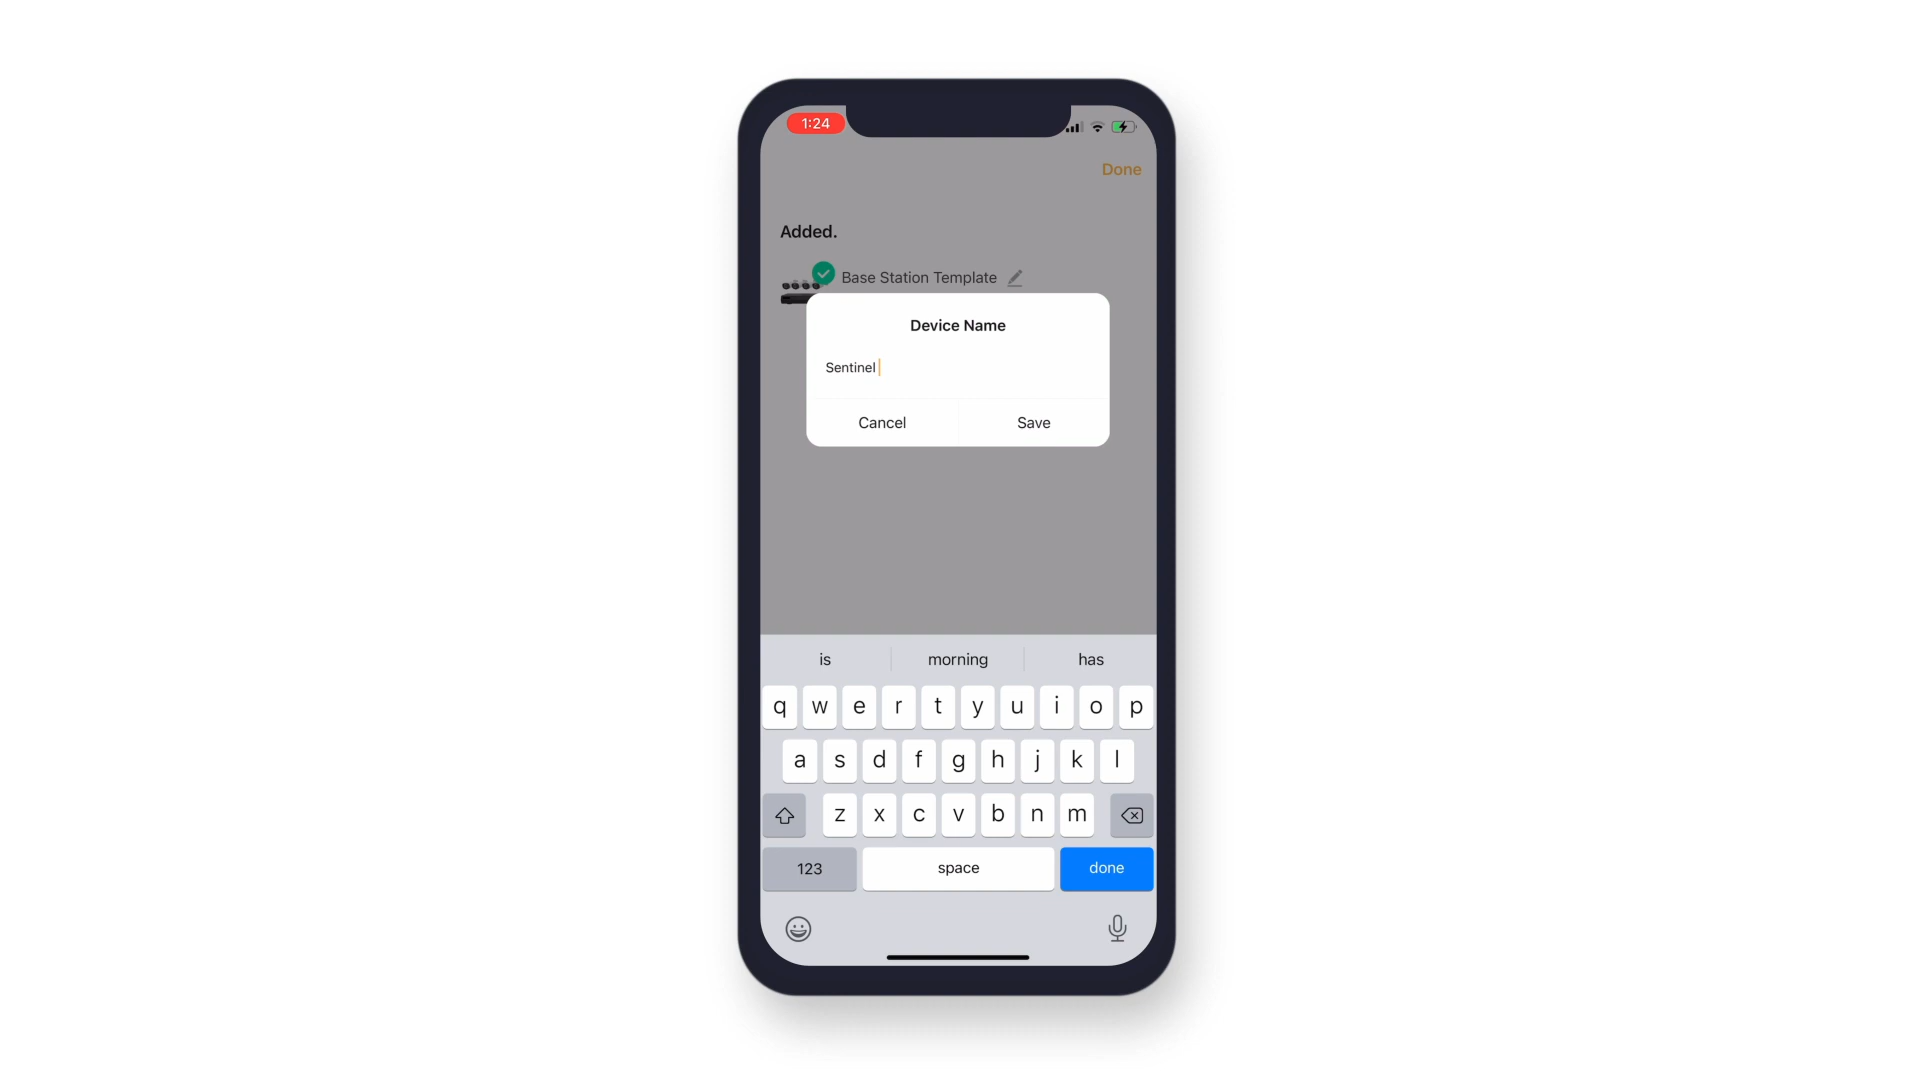 1:24
Done
Added.
Base Station Template
Device Name
Sentinel
Cancel Save
is morning has
q w e r t y u i o p
a s d f g h j k l
z x c v b n m
123 space done